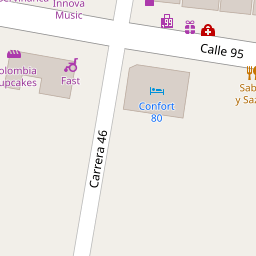 Innova
Music
Calle 95
olombia
upcakes
Fast
Confort
80
Sab
y Saz
Carrera 46